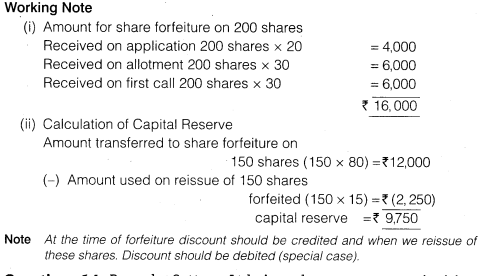 Working Note
(i) Amount for share forfeiture on 200 shares
Received on application 200 shares × 20 = 4,000
Received on allotment 200 shares × 30 = 6,000
Received on first call 200 shares × 30 = 6,000
₹ 16,000
(ii) Calculation of Capital Reserve
Amount transferred to share forfeiture on
150 shares (150 × 80) =₹12,000
(–) Amount used on reissue of 150 shares
forfeited (150 × 15) =₹ (2, 250)
capital reserve =₹ 9,750
Note At the time of forfeiture discount should be credited and when we reissue of
these shares. Discount should be debited (special case).